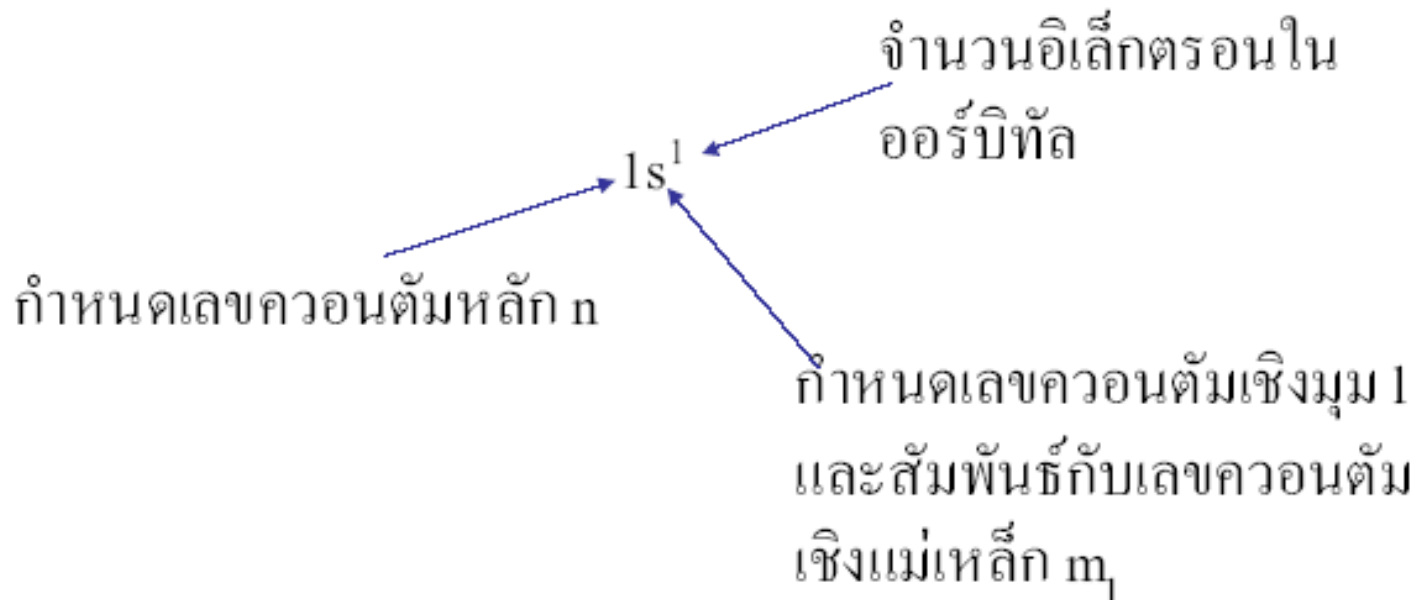 จำนวนอิเล็กตรอนใน
ออร์บิทัล
1s¹
กำหนดเลขควอนตัมหลัก n
กำหนดเลขควอนตัมเชิงมุม l
และสัมพันธ์กับเลขควอนตัม
เชิงแม่เหล็ก mₗ